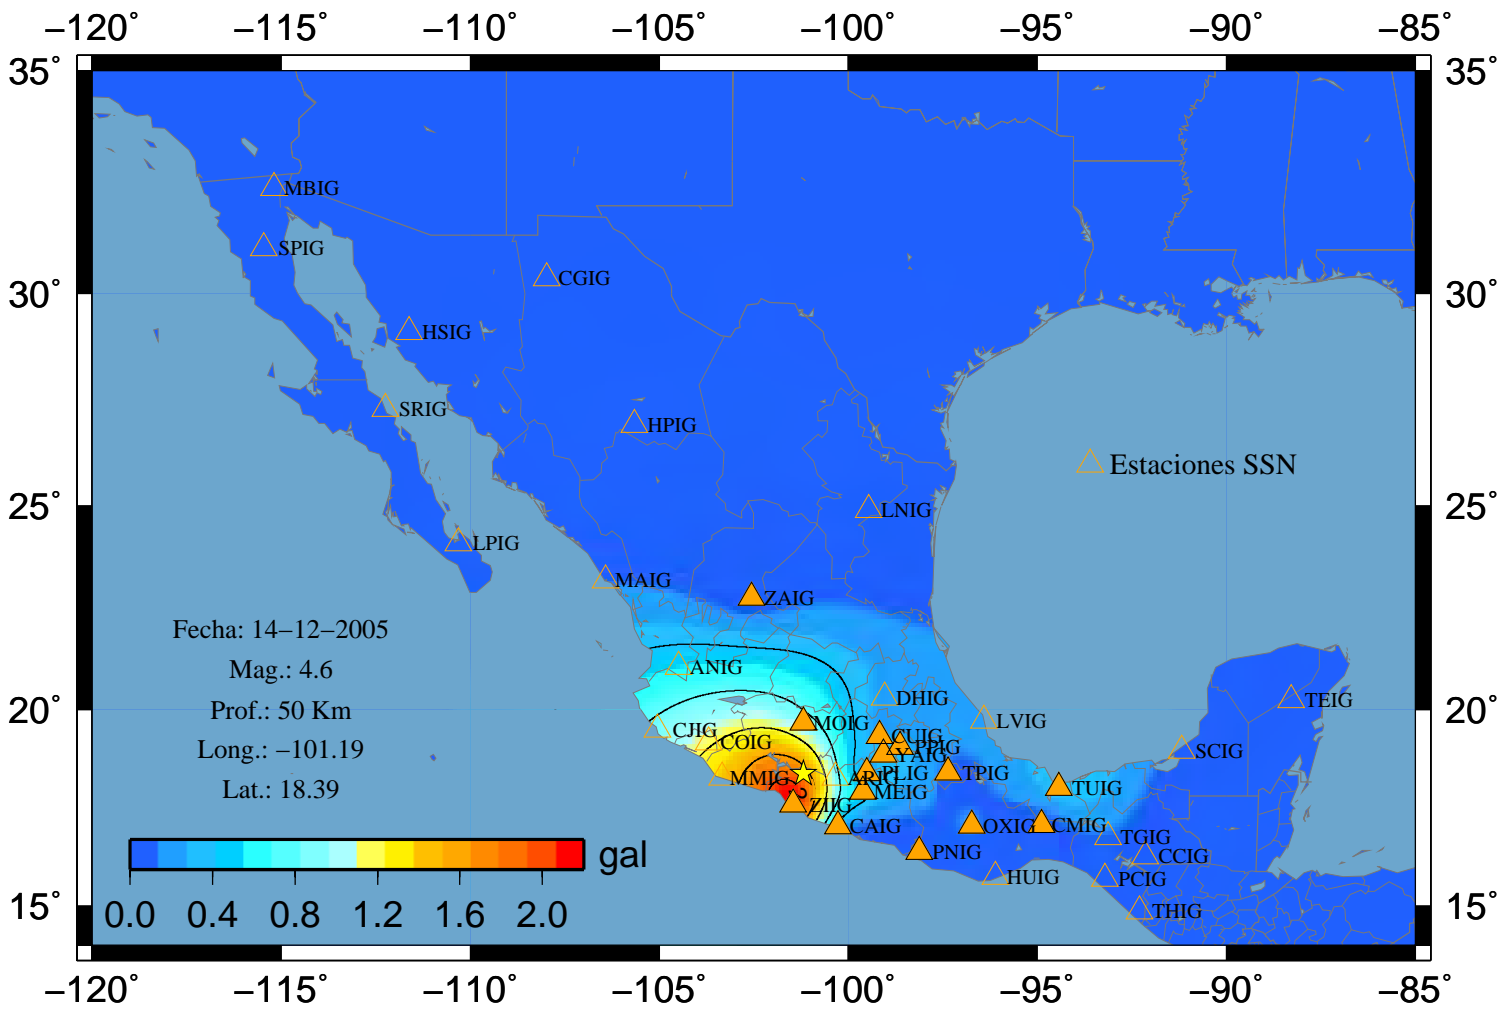 −120° −115° −110° −105° −100° −95° −90° −85°
35° 35°
MBIG
SPIG
CGIG
30° 30°
HSIG
SRIG
HPIG
Estaciones SSN
25° LNIG 25°
LPIG
MAIG
ZAIG
Fecha: 14−12−2005
Mag.: 4.6
ANIG
DHIG
TEIG
Prof.: 50 Km
20° 20°
MOIG
LVIG
CJIG
CUIG
COIG
PPIG
Long.: −101.19
SCIG
YAIG
PLIG
TPIG
MMIG
ARIG
Lat.: 18.39
TUIG
MEIG
ZIIG
CAIG
OXIG
CMIG
TGIG
PNIG
CCIG
gal
HUIG
PCIG
15° 15°
THIG
0.0 0.4 0.8 1.2 1.6 2.0
−120° −115° −110° −105° −100° −95° −90° −85°